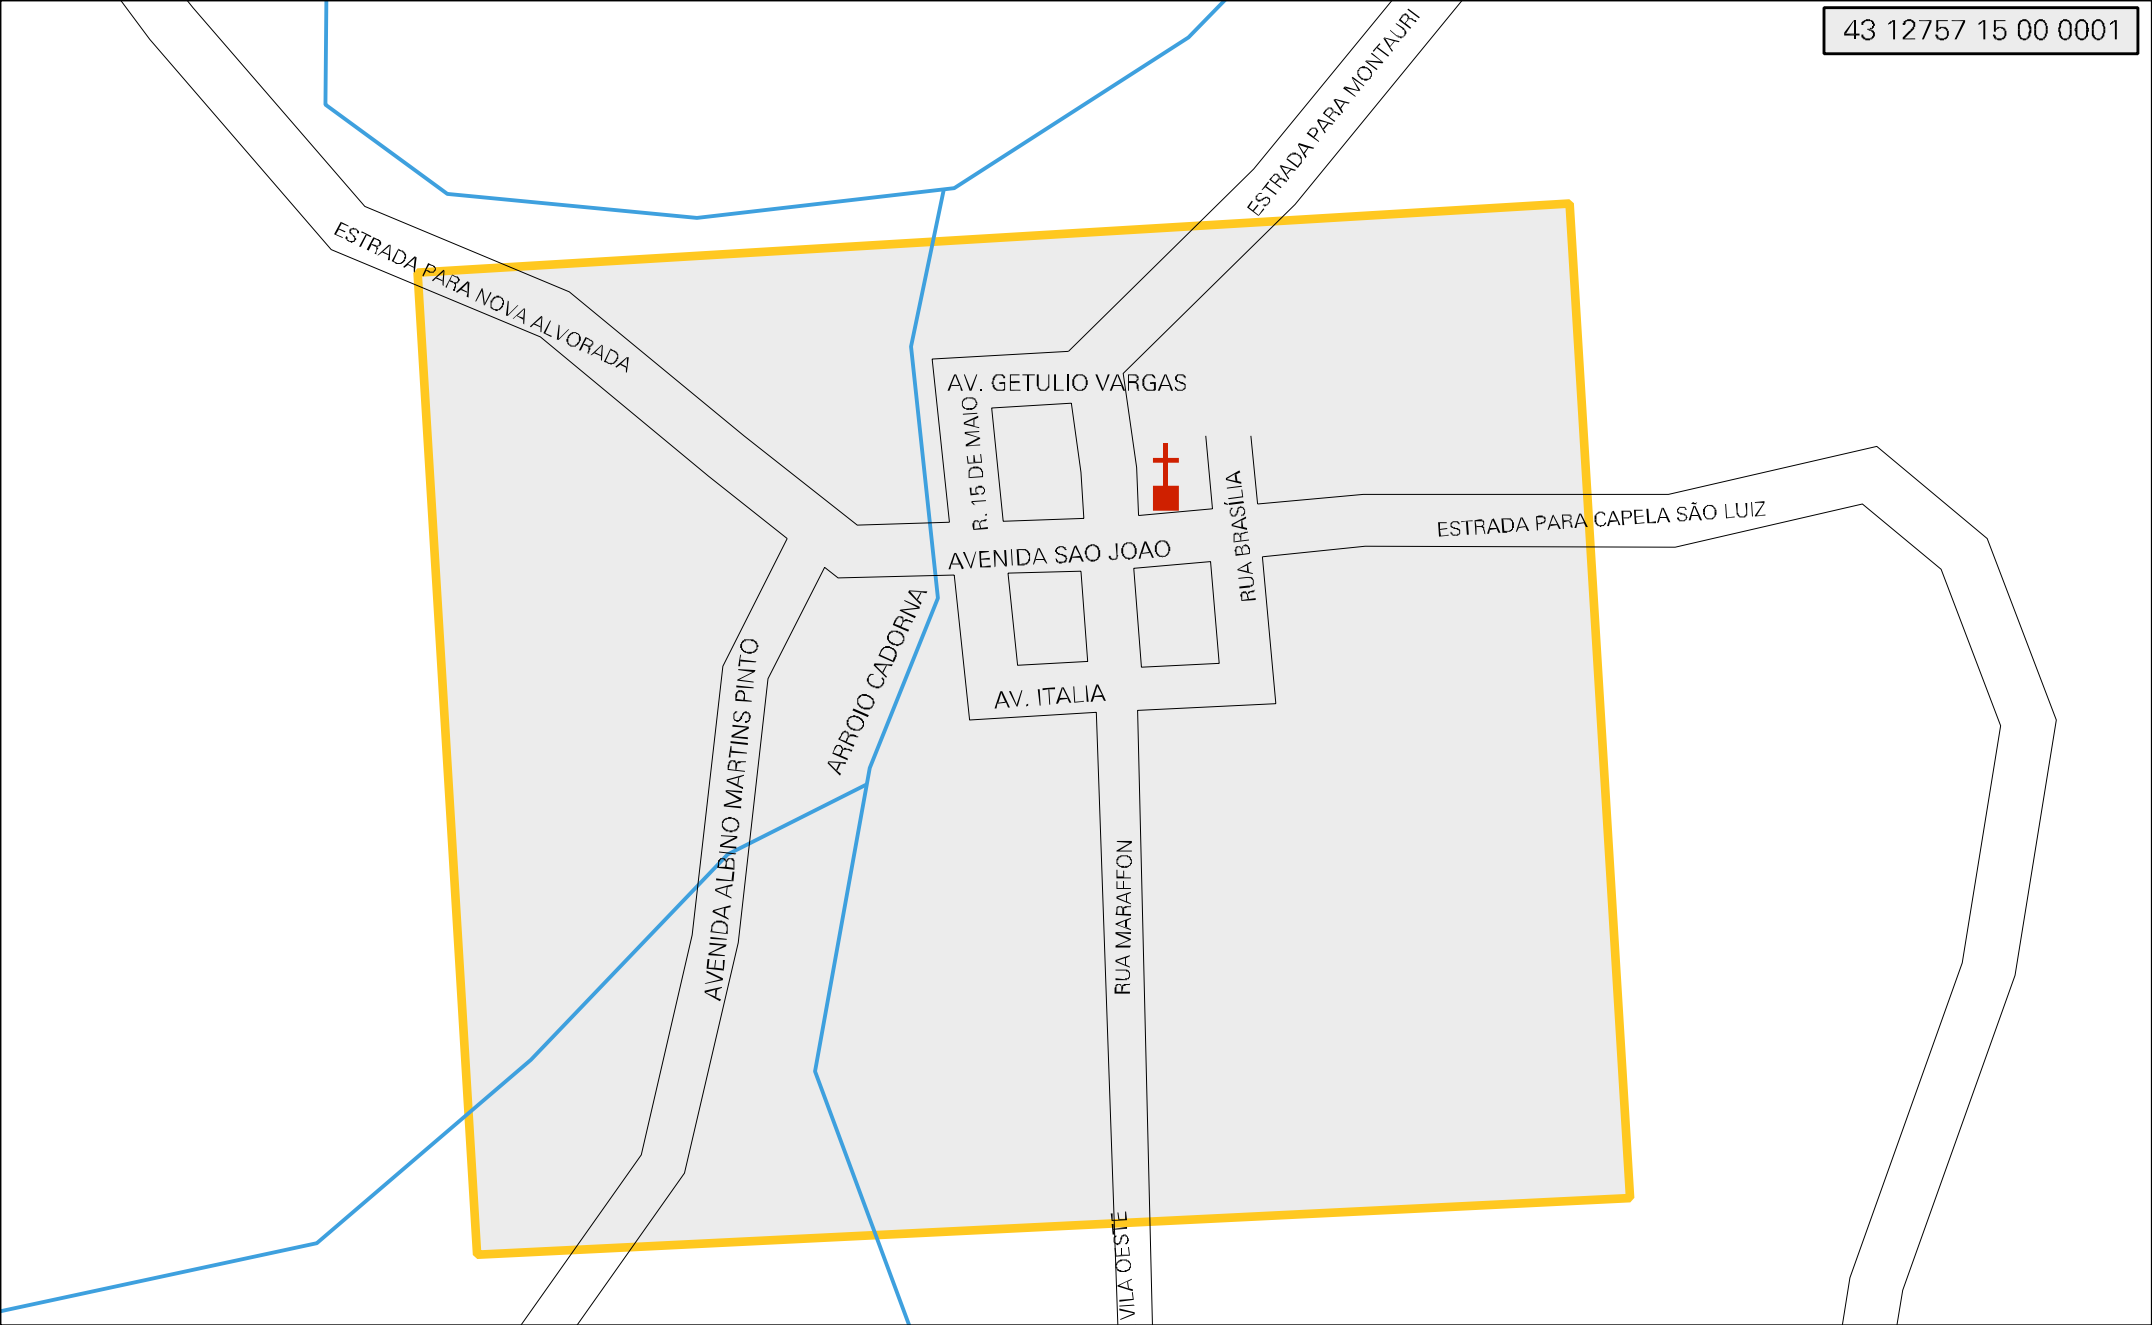 43 12757 15 00 0001
ESTRADA PARA MONTAURI
ESTRADA PARA NOVA ALVORADA
AV. GETULIO VARGAS
R. 15 DE MAIO
RUA BRASÍLIA
ESTRADA PARA CAPELA SÃO LUIZ
AVENIDA SAO JOAO
ARROIO CADORNA
AV. ITALIA
AVENIDA ALBINO MARTINS PINTO
RUA MARAFFON
VILA OESTE